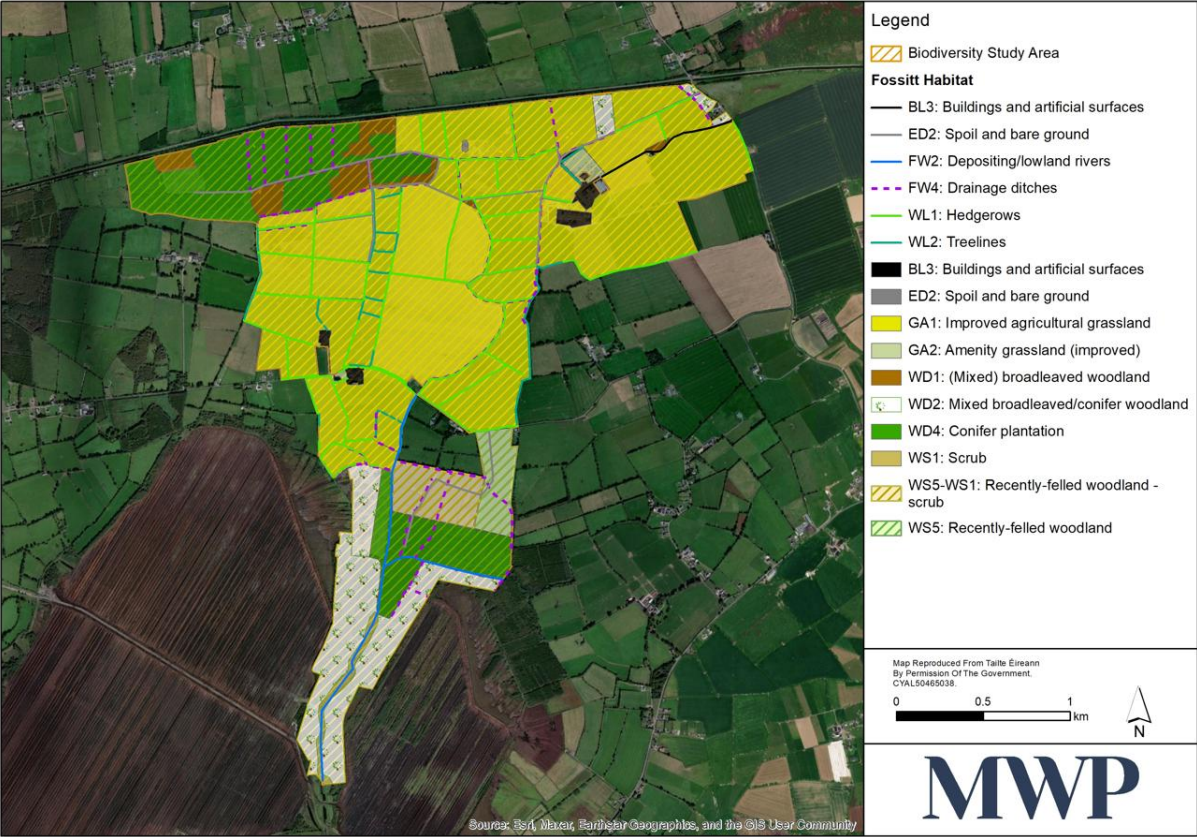 Legend
Biodiversity Study Area
Fossitt Habitat
BL3: Buildings and artificial surfaces
ED2: Spoil and bare ground
FW2: Depositing/lowland rivers
FW4: Drainage ditches
WL1: Hedgerows
WL2: Treelines
BL3: Buildings and artificial surfaces
ED2: Spoil and bare ground
GA1: Improved agricultural grassland
GA2: Amenity grassland (improved)
WD1: (Mixed) broadleaved woodland
WD2: Mixed broadleaved/conifer woodland
WD4: Conifer plantation
WS1: Scrub
WS5-WS1: Recently-felled woodland -
scrub
WS5: Recently-felled woodland
Map Reproduced From Tailte Éireann
By Permission Of The Government.
CYAL50465038.
0 0.5 1
km
N
MWP
Source: Esri, Maxar, Earthstar Geographics, and the GIS User Community